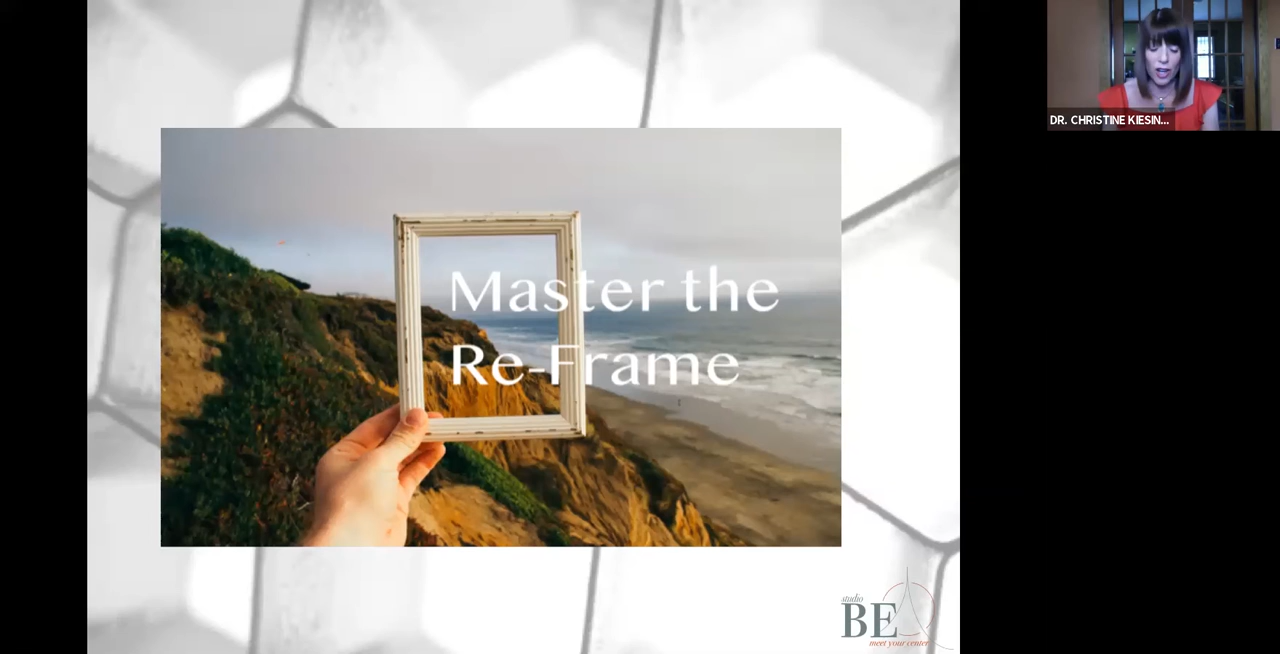 Master the
Re-Frame
DR. CHRISTINE KIESIN...
studio
BE
meet your center